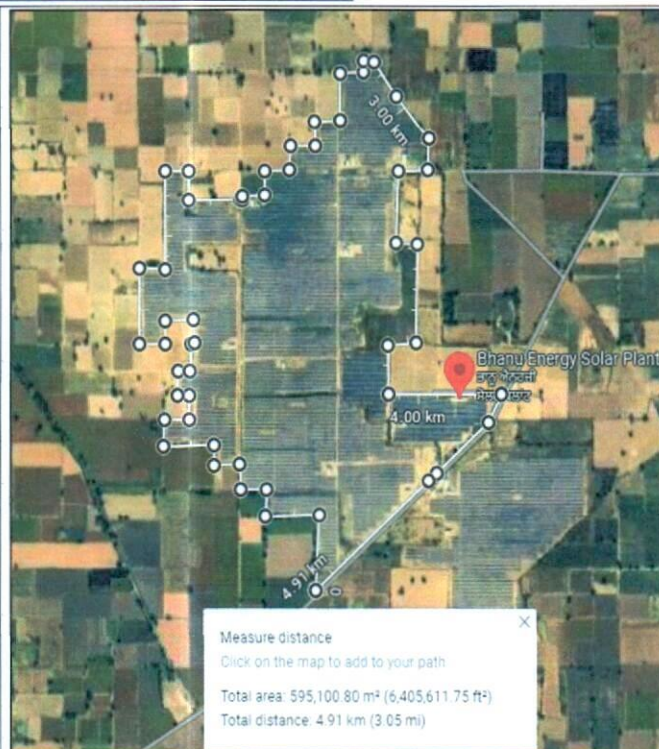 3.00 km
Bhanu Energy Solar Plant
4.00 km
4.91 km
Measure distance
Click on the map to add to your path
Total area: 595,100.80 m² (6,405,611.75 ft²)
Total distance: 4.91 km (3.05 mi)